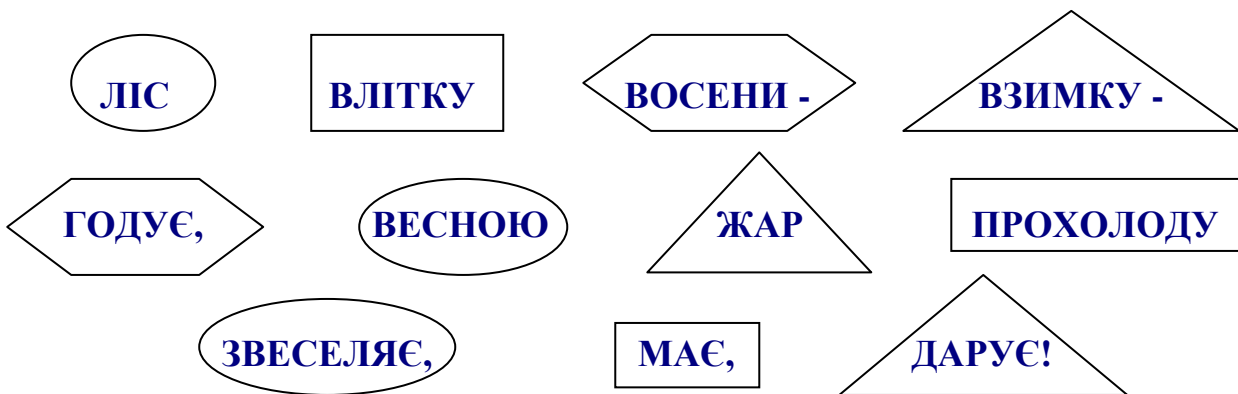 ЛІС ВЛІТКУ ВОСЕНИ - ВЗИМКУ -
ГОДУЄ, ВЕСНОЮ ЖАР ПРОХОЛОДУ
ЗВЕСЕЛЯЄ, МАЄ, ДАРУЄ!